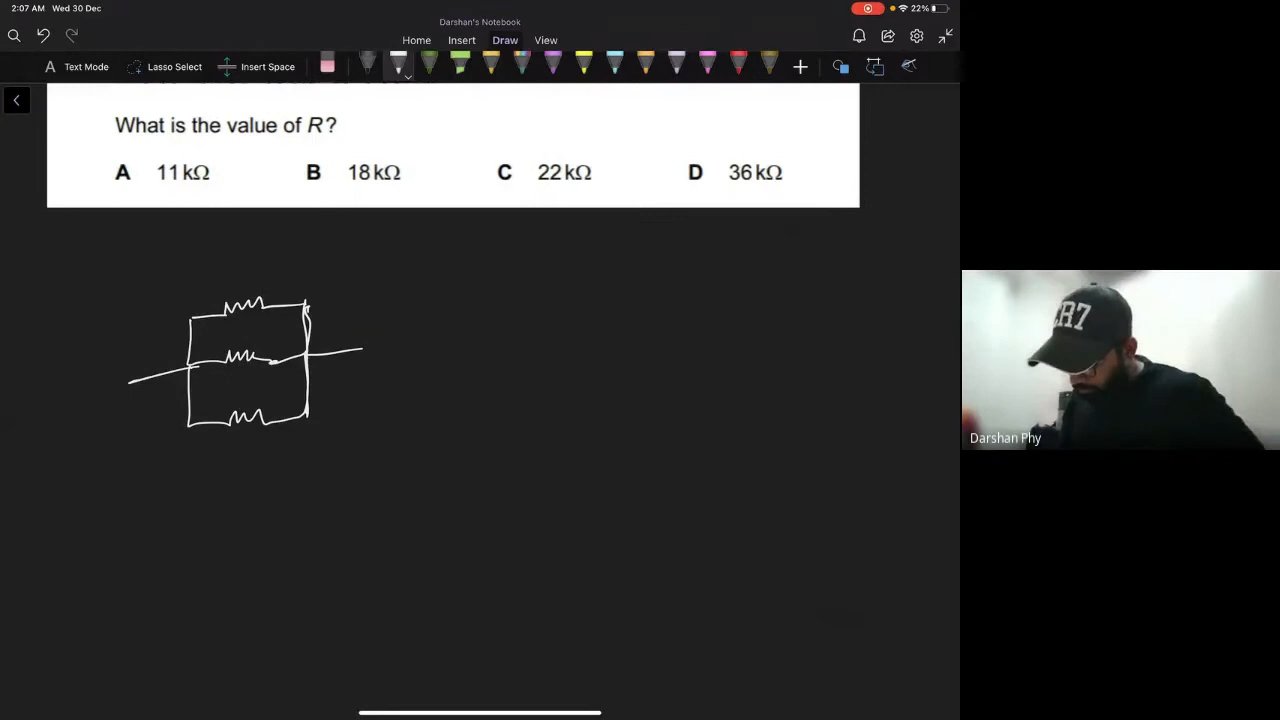 2:07 AM Wed 30 Dec
22%
Darshan's Notebook
Home Insert Draw View
A Text Mode Lasso Select Insert Space
What is the value of R?
A 11 kΩ B 18 kΩ C 22 kΩ D 36 kΩ
CR7
Darshan Phy